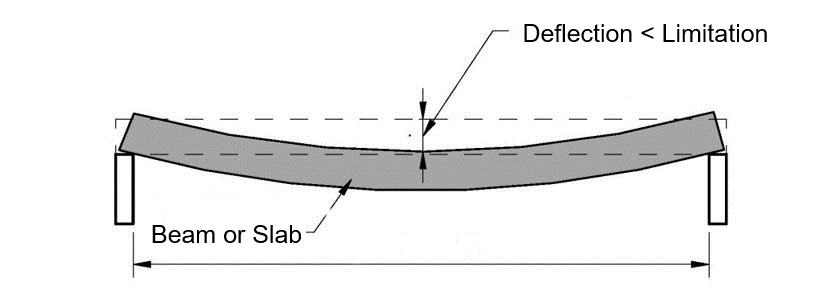 Deflection < Limitation
Beam or Slab